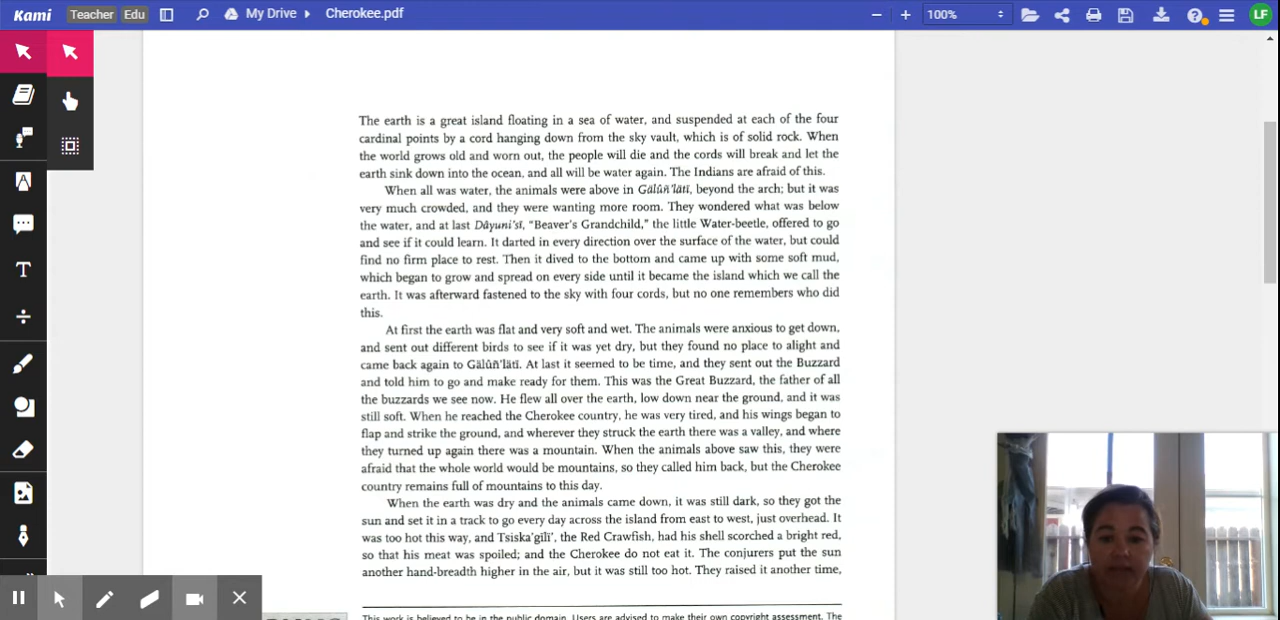 Kami Teacher Edu My Drive Cherokee.pdf 100% LF
The earth is a great island floating in a sea of water, and suspended at each of the four
cardinal points by a cord hanging down from the sky vault, which is of solid rock. When
the world grows old and worn out, the people will die and the cords will break and let the
earth sink down into the ocean, and all will be water again. The Indians are afraid of this.
When all was water, the animals were above in Gălûñ'lătĭ, beyond the arch; but it was
very much crowded, and they were wanting more room. They wondered what was below
the water, and at last Dâyuni'sĭ, "Beaver's Grandchild," the little Water-beetle, offered to go
and see if it could learn. It darted in every direction over the surface of the water, but could
find no firm place to rest. Then it dived to the bottom and came up with some soft mud,
which began to grow and spread on every side until it became the island which we call the
earth. It was afterward fastened to the sky with four cords, but no one remembers who did
this.
At first the earth was flat and very soft and wet. The animals were anxious to get down,
and sent out different birds to see if it was yet dry, but they found no place to alight and
came back again to Gălûñ'lătĭ. At last it seemed to be time, and they sent out the Buzzard
and told him to go and make ready for them. This was the Great Buzzard, the father of all
the buzzards we see now. He flew all over the earth, low down near the ground, and it was
still soft. When he reached the Cherokee country, he was very tired, and his wings began to
flap and strike the ground, and wherever they struck the earth there was a valley, and where
they turned up again there was a mountain. When the animals above saw this, they were
afraid that the whole world would be mountains, so they called him back, but the Cherokee
country remains full of mountains to this day.
When the earth was dry and the animals came down, it was still dark, so they got the
sun and set it in a track to go every day across the island from east to west, just overhead. It
was too hot this way, and Tsiska'gĭlĭ', the Red Crawfish, had his shell scorched a bright red,
so that his meat was spoiled; and the Cherokee do not eat it. The conjurers put the sun
another hand-breadth higher in the air, but it was still too hot. They raised it another time,
This work is believed to be in the public domain. Users are advised to make their own copyright assessment. The